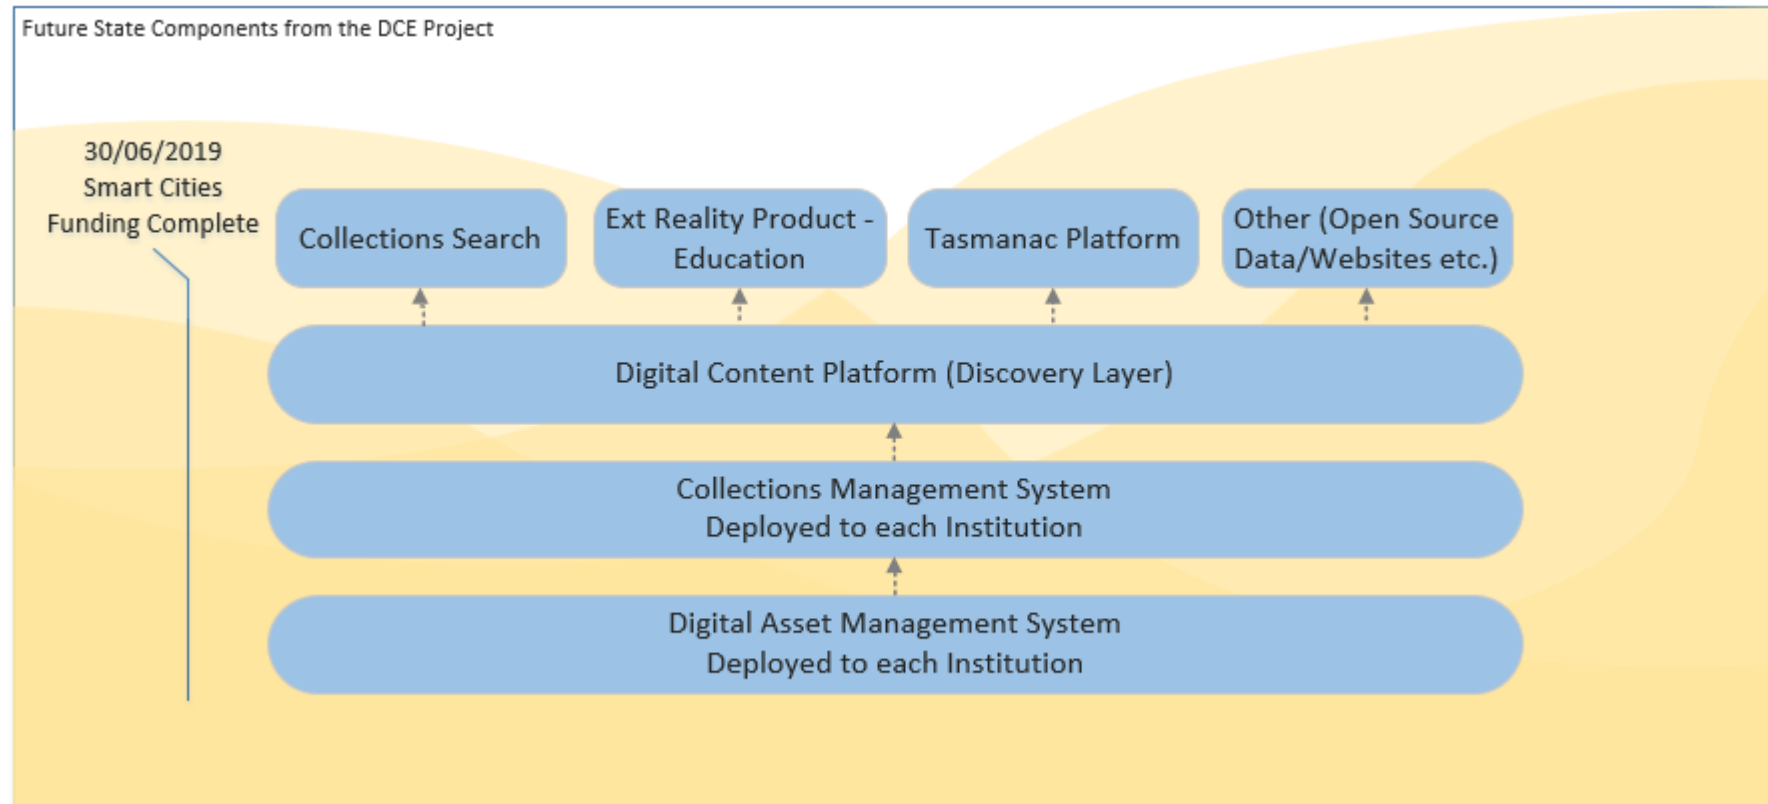 Future State Components from the DCE Project
30/06/2019
Smart Cities
Funding Complete
Collections Search
Ext Reality Product -
Education
Tasmanac Platform
Other (Open Source
Data/Websites etc.)
Digital Content Platform (Discovery Layer)
Collections Management System
Deployed to each Institution
Digital Asset Management System
Deployed to each Institution